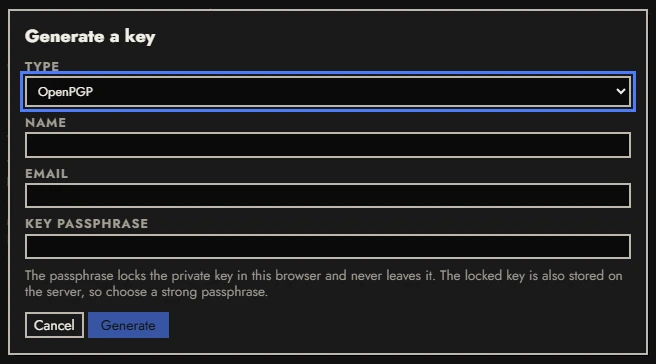 Generate a key
TYPE
OpenPGP
NAME
EMAIL
KEY PASSPHRASE
The passphrase locks the private key in this browser and never leaves it. The locked key is also stored on
the server, so choose a strong passphrase.
Cancel Generate